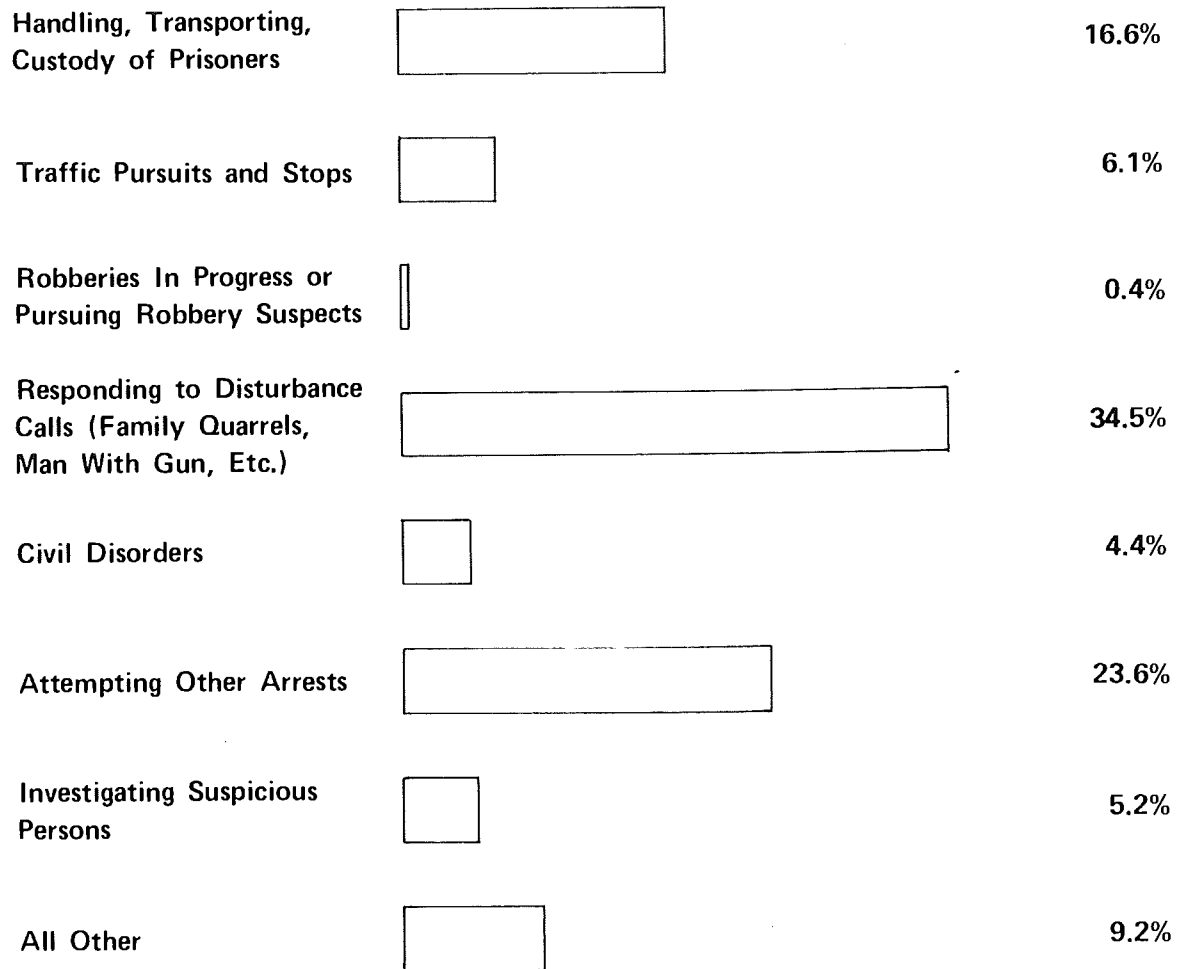 Handling, Transporting,
Custody of Prisoners
16.6%
Traffic Pursuits and Stops
6.1%
Robberies In Progress or
Pursuing Robbery Suspects
0.4%
Responding to Disturbance
Calls (Family Quarrels,
Man With Gun, Etc.)
34.5%
Civil Disorders
4.4%
Attempting Other Arrests
23.6%
Investigating Suspicious
Persons
5.2%
All Other
9.2%